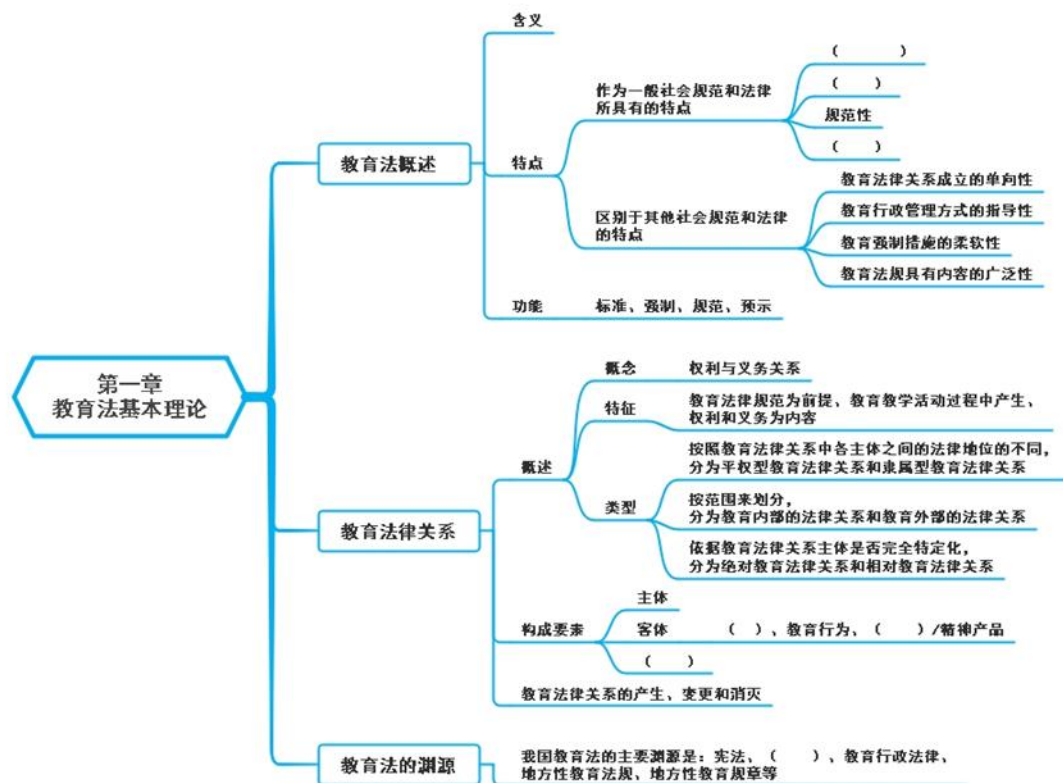 含义
（　　　）
作为一般社会规范和法律
所具有的特点
（　　）
规范性
（　　）
教育法概述
特点
教育法律关系成立的单向性
区别于其他社会规范和法律
的特点
教育行政管理方式的指导性
教育强制措施的柔软性
教育法规具有内容的广泛性
功能
标准、强制、规范、预示
第一章
教育法基本理论
概念
权利与义务关系
特征
教育法律规范为前提、教育教学活动过程中产生、
权利和义务为内容
概述
按照教育法律关系中各主体之间的法律地位的不同，
分为平权型教育法律关系和隶属型教育法律关系
类型
按范围来划分，
分为教育内部的法律关系和教育外部的法律关系
教育法律关系
依据教育法律关系主体是否完全特定化，
分为绝对教育法律关系和相对教育法律关系
构成要素
主体
客体
（　）、教育行为、（　　）/精神产品
（　　）
教育法律关系的产生、变更和消灭
教育法的渊源
我国教育法的主要渊源是：宪法、（　　）、教育行政法律、
地方性教育法规、地方性教育规章等